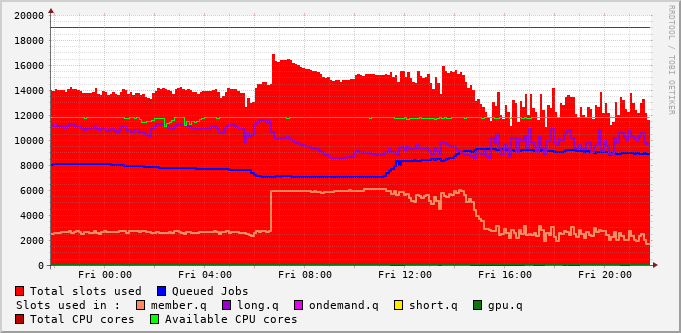 20000
18000
16000
14000
12000
10000
8000
6000
4000
2000
0
Fri 00:00 Fri 04:00 Fri 08:00 Fri 12:00 Fri 16:00 Fri 20:00
Total slots used Queued Jobs
Slots used in : member.q long.q ondemand.q short.q gpu.q
Total CPU cores Available CPU cores
RRDTOOL / TOBI OETIKER